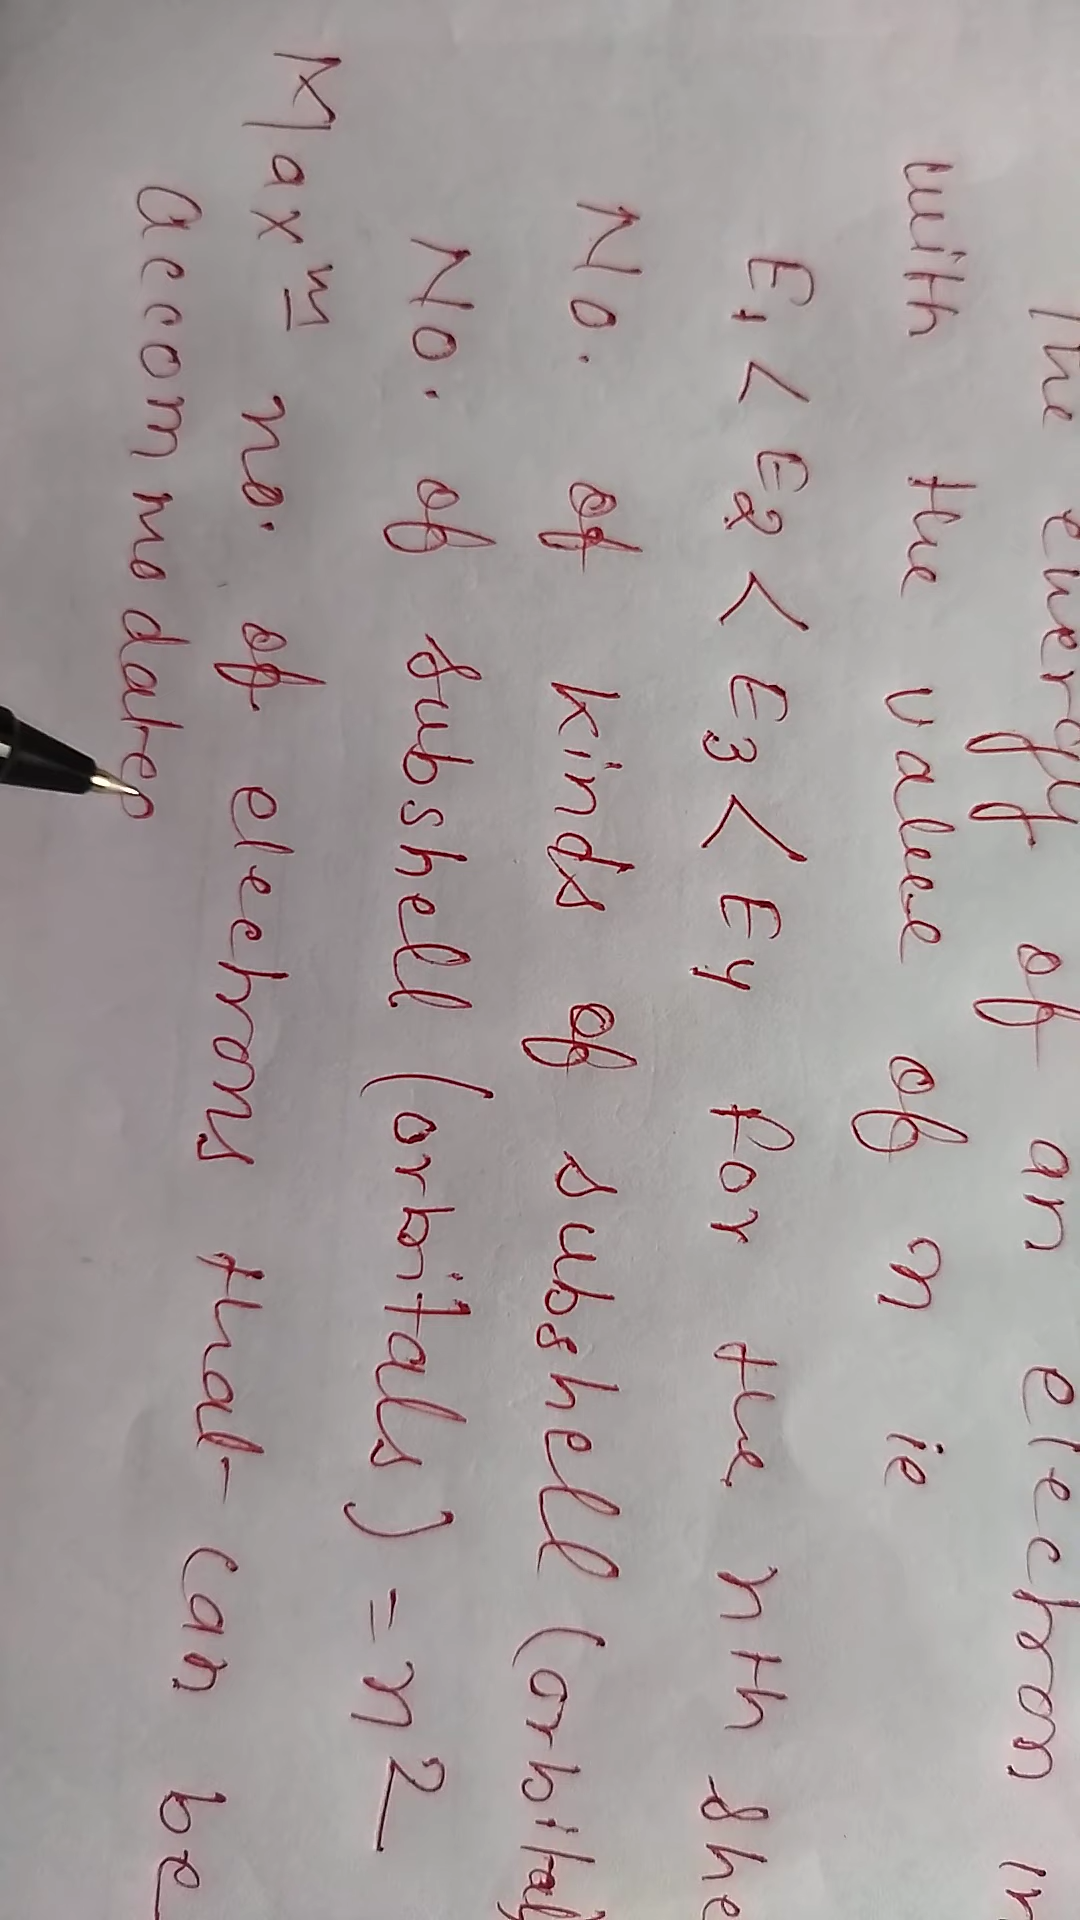 The energy of an electron in
with the value of n ie
E1 < E2 < E3 < E4 for the nth she
No. of kinds of subshell (orbital)
No. of subshell (orbitals) = n2
Maxm no. of electrons that can be
accommodate